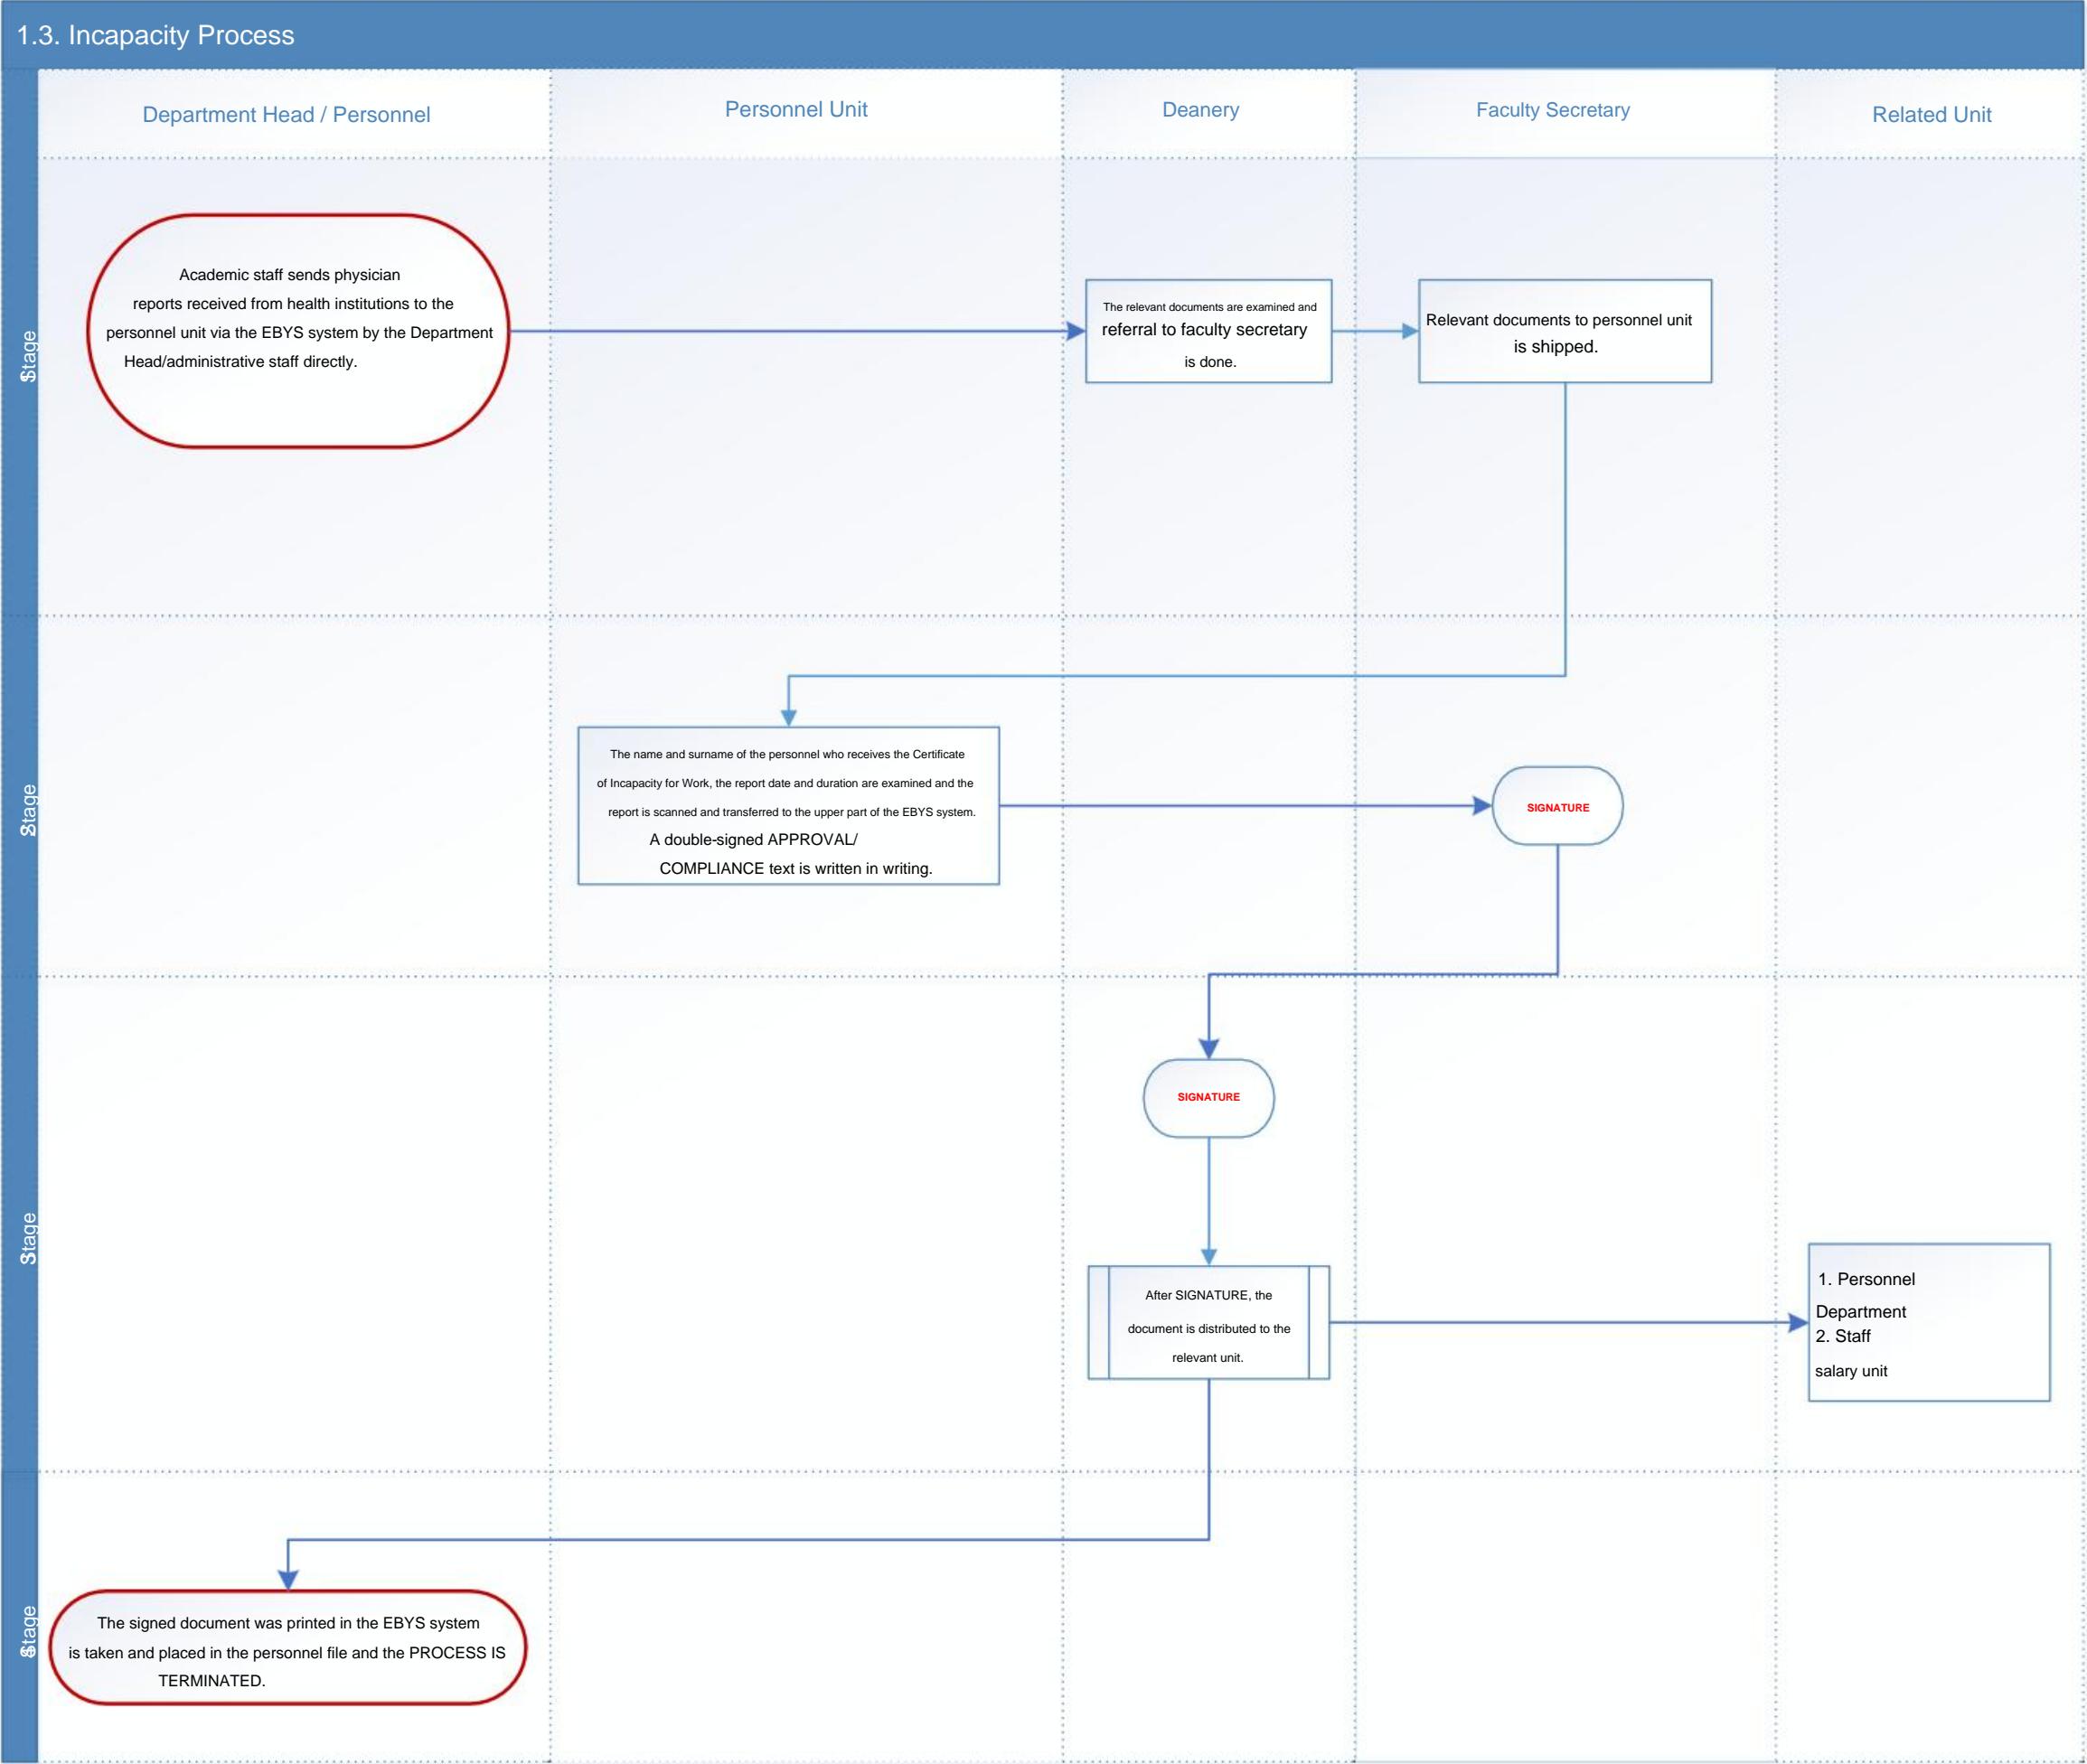 1.3. Incapacity Process
Department Head / Personnel
Personnel Unit
Deanery
Faculty Secretary
Related Unit
Stage
Academic staff sends physician
reports received from health institutions to the
personnel unit via the EBYS system by the Department
Head/administrative staff directly.
The relevant documents are examined and
referral to faculty secretary
is done.
Relevant documents to personnel unit
is shipped.
Stage
The name and surname of the personnel who receives the Certificate
of Incapacity for Work, the report date and duration are examined and the
report is scanned and transferred to the upper part of the EBYS system.
A double-signed APPROVAL/
COMPLIANCE text is written in writing.
SIGNATURE
Stage
SIGNATURE
After SIGNATURE, the
document is distributed to the
relevant unit.
1. Personnel
Department
2. Staff
salary unit
Stage
The signed document was printed in the EBYS system
is taken and placed in the personnel file and the PROCESS IS
TERMINATED.